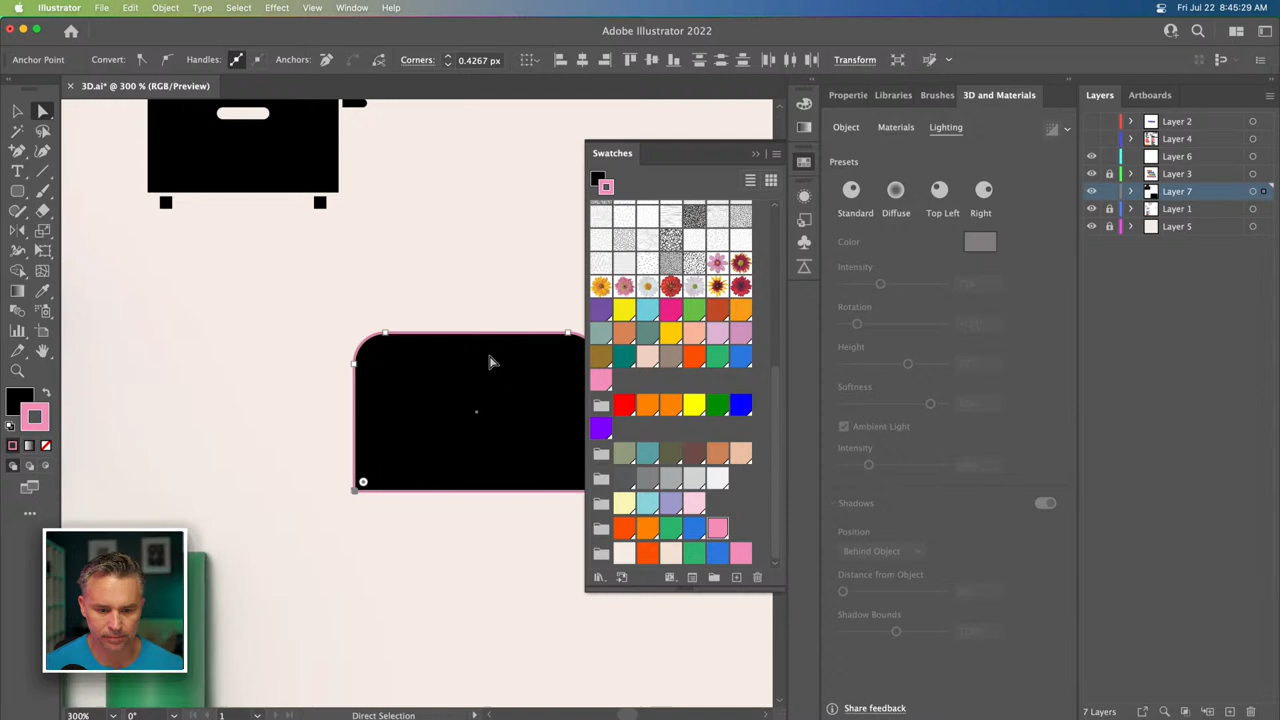 Illustrator File Edit Object Type Select Effect View Window Help Fri Jul 22 8:45:29 AM
Adobe Illustrator 2022
Anchor Point Convert: Handles: Anchors: Corners: 0.4267 px Transform
3D.ai* @ 300 % (RGB/Preview)
Swatches
Propertie Libraries Brushes 3D and Materials
Object Materials Lighting
Presets
Standard Diffuse Top Left Right
Color
Intensity
Rotation
Height
Softness
Ambient Light
Intensity
Shadows
Position
Behind Object
Distance from Object
Shadow Bounds
Share feedback
Layers Artboards
Layer 2
Layer 4
Layer 6
Layer 3
Layer 7
Layer 1
Layer 5
7 Layers
300% 0° 1 Direct Selection